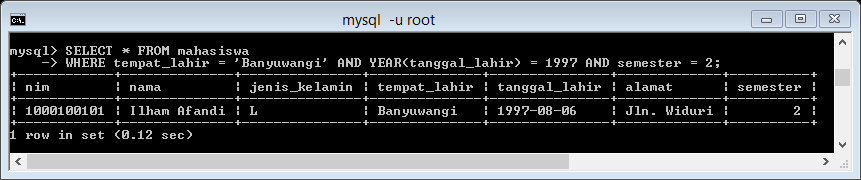 mysql -u root
mysql> SELECT * FROM mahasiswa
    -> WHERE tempat_lahir = 'Banyuwangi' AND YEAR(tanggal_lahir) = 1997 AND semester = 2;
+------------+--------------+---------------+--------------+---------------+-------------+----------+
| nim        | nama         | jenis_kelamin | tempat_lahir | tanggal_lahir | alamat      | semester |
+------------+--------------+---------------+--------------+---------------+-------------+----------+
| 1000100101 | Ilham Afandi | L             | Banyuwangi   | 1997-08-06    | Jln. Widuri |        2 |
+------------+--------------+---------------+--------------+---------------+-------------+----------+
1 row in set (0.12 sec)